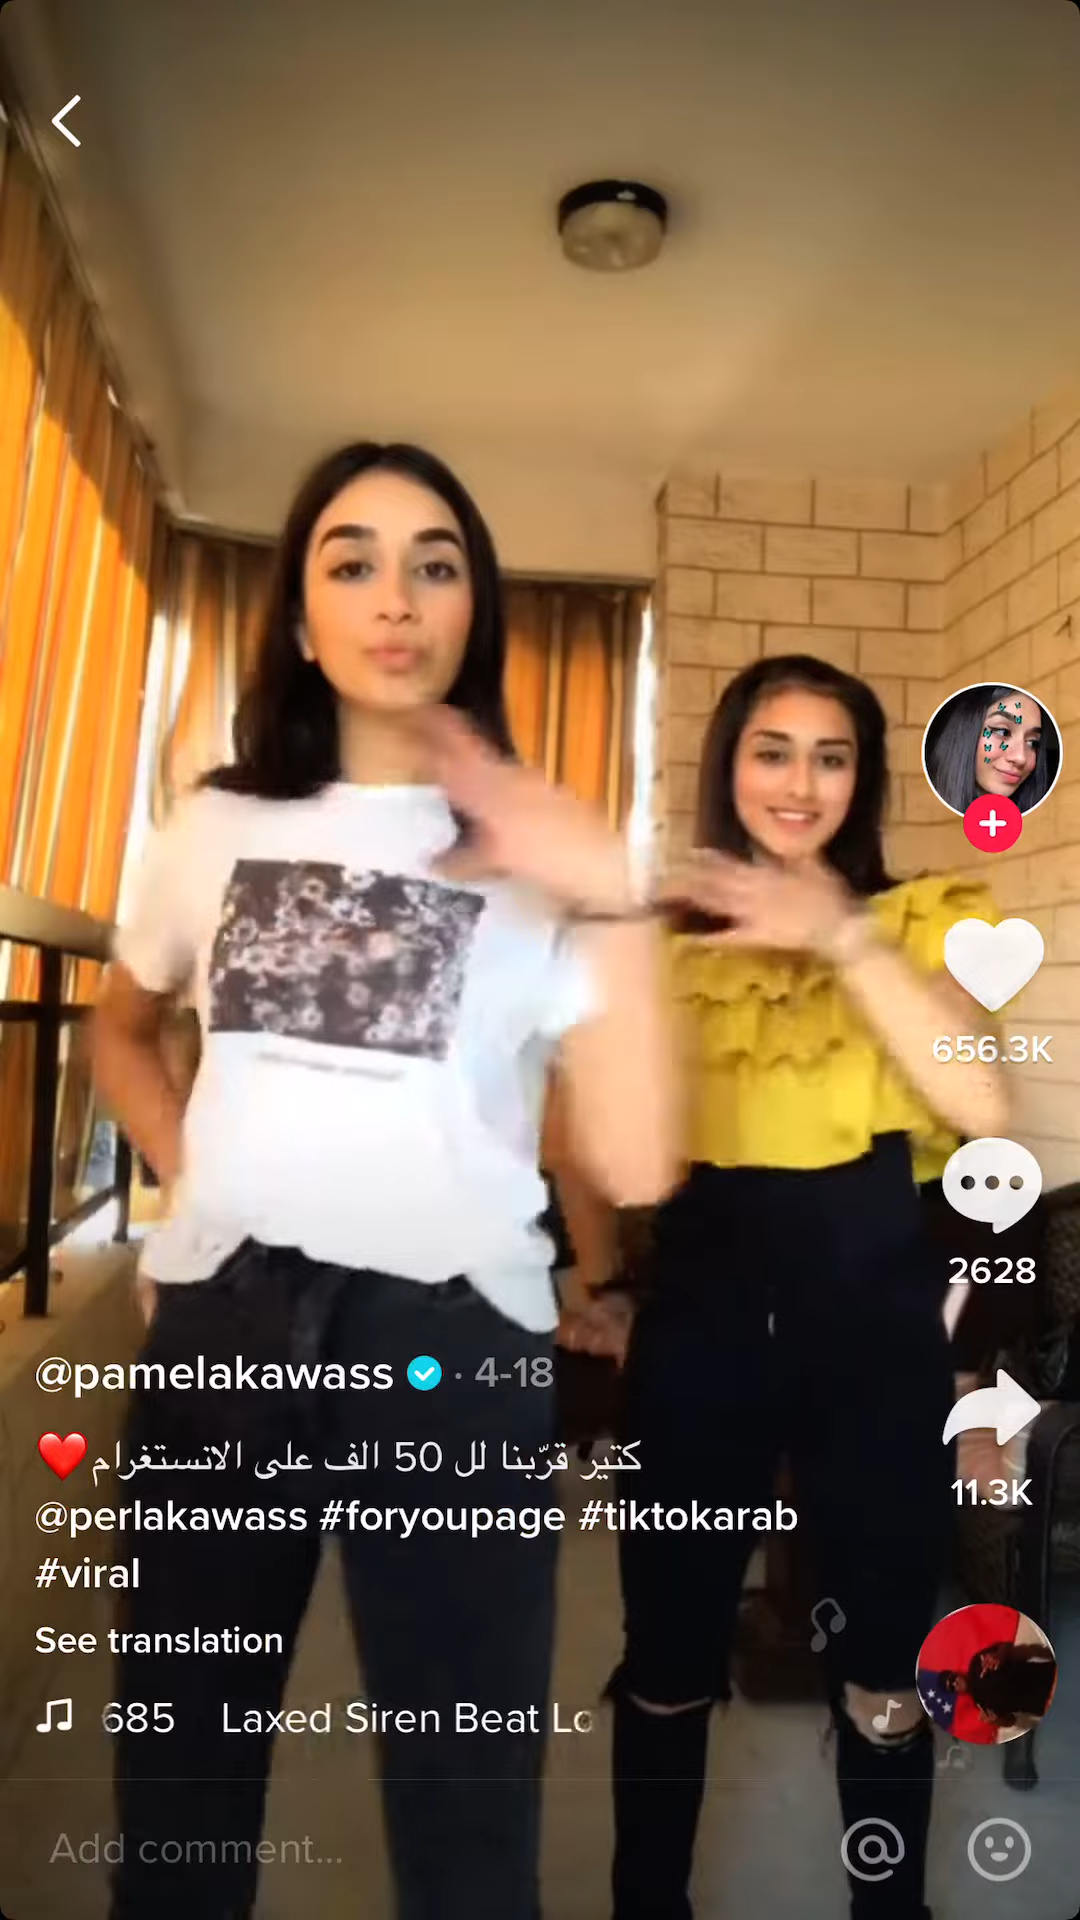 656.3K
2628
11.3K
@pamelakawass · 4-18
كتير قرّبنا لل 50 الف على الانستغرام❤️
@perlakawass #foryoupage #tiktokarab
#viral
See translation
685 Laxed Siren Beat Lo
Add comment...